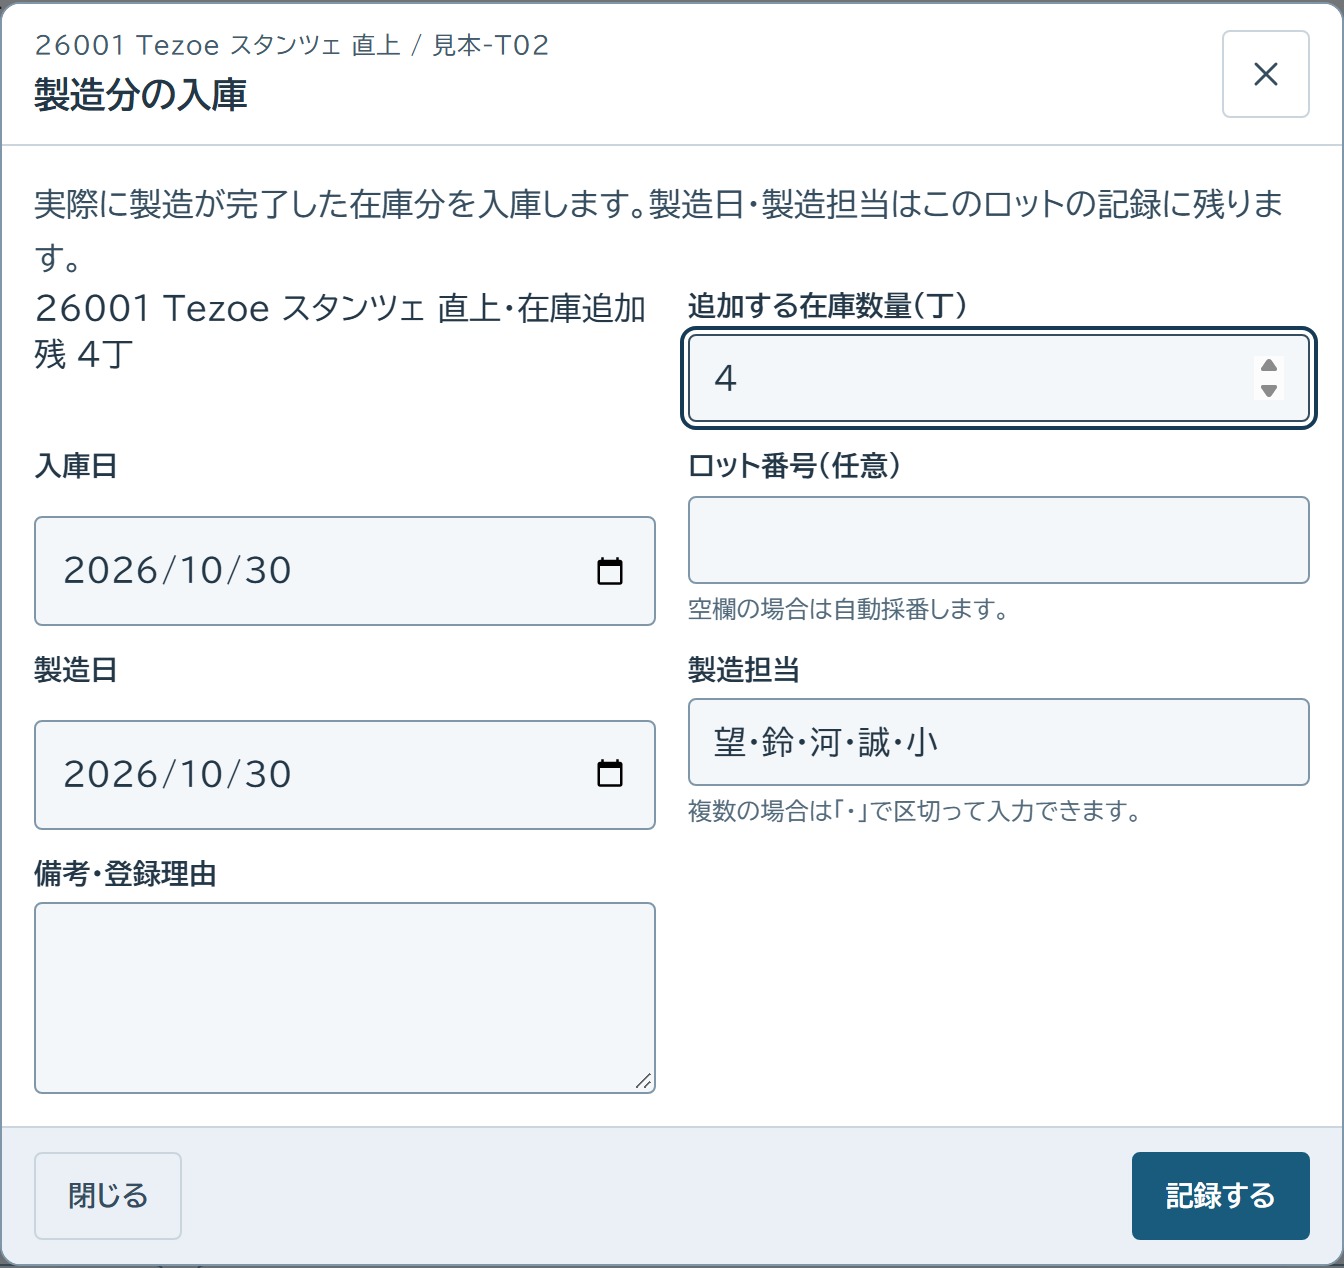 26001 Tezoe スタンツェ 直上 / 見本-T02
製造分の入庫
実際に製造が完了した在庫分を入庫します。製造日・製造担当はこのロットの記録に残りま
す。
26001 Tezoe スタンツェ 直上・在庫追加
残 4丁
追加する在庫数量(丁)
4
入庫日
2026/10/30
ロット番号(任意)
空欄の場合は自動採番します。
製造日
2026/10/30
製造担当
望・鈴・河・誠・小
複数の場合は「・」で区切って入力できます。
備考・登録理由
閉じる
記録する